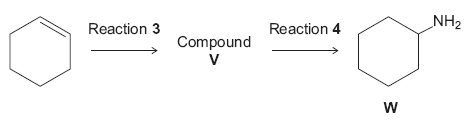 Reaction 3
Compound
V
Reaction 4
NH₂
W